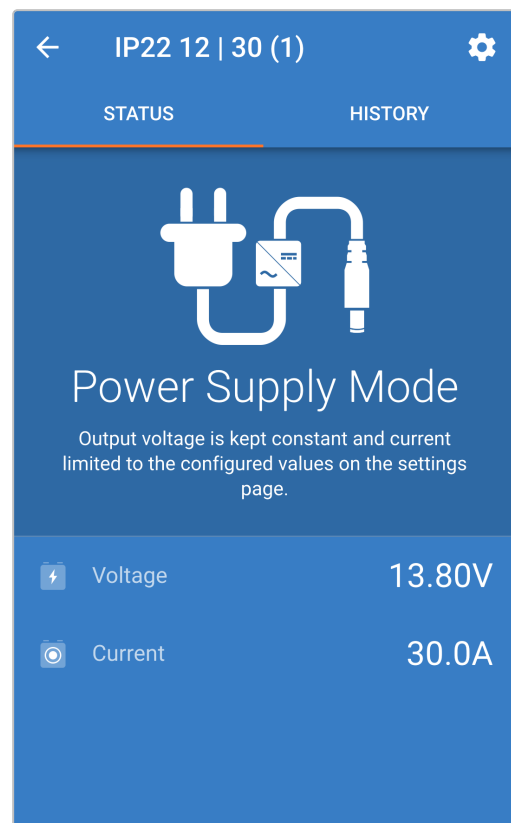 IP22 12 | 30 (1)
STATUS
HISTORY
Power Supply Mode
Output voltage is kept constant and current
limited to the configured values on the settings
page.
Voltage
13.80V
Current
30.0A